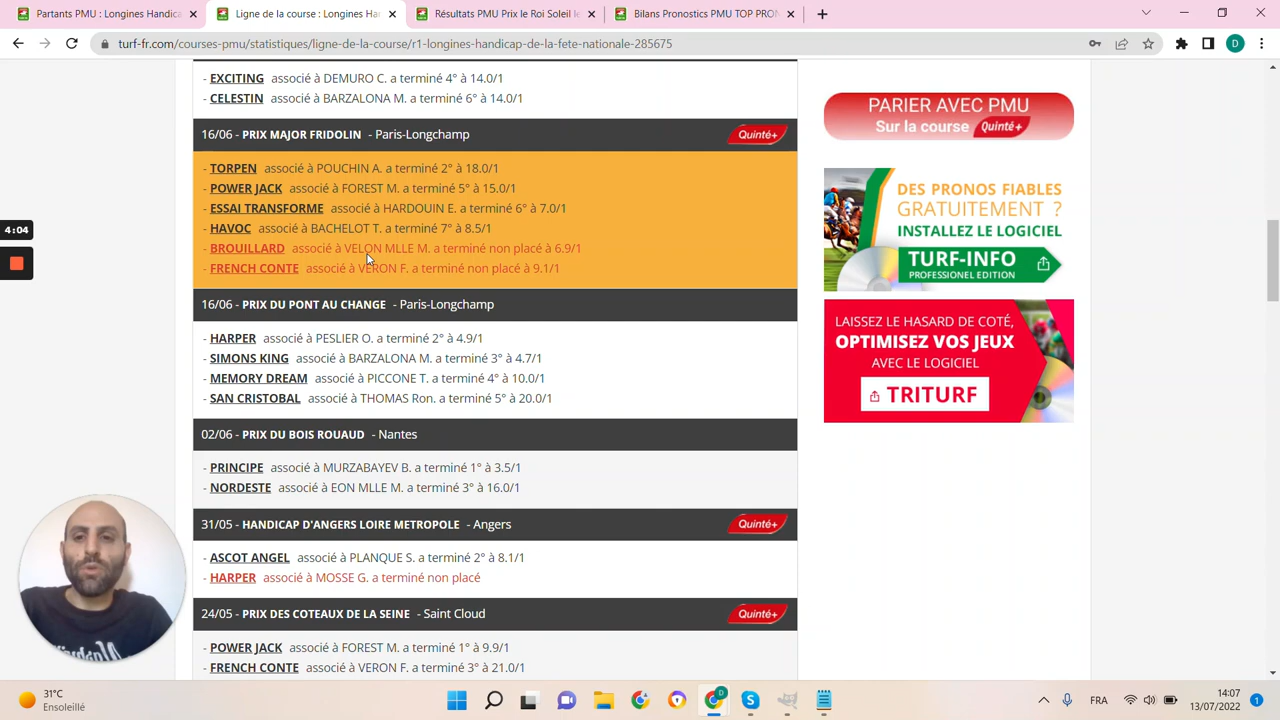 Partants PMU : Longines Handica
Ligne de la course : Longines Ha
Résultats PMU Prix le Roi Soleil le
Bilans Pronostics PMU TOP PRON
turf-fr.com/courses-pmu/statistiques/ligne-de-la-course/r1-longines-handicap-de-la-fete-nationale-285675
D
- EXCITING associé à DEMURO C. a terminé 4° à 14.0/1
- CELESTIN associé à BARZALONA M. a terminé 6° à 14.0/1
16/06 - PRIX MAJOR FRIDOLIN - Paris-Longchamp
Quinté+
- TORPEN associé à POUCHIN A. a terminé 2° à 18.0/1
- POWER JACK associé à FOREST M. a terminé 5° à 15.0/1
- ESSAI TRANSFORME associé à HARDOUIN E. a terminé 6° à 7.0/1
- HAVOC associé à BACHELOT T. a terminé 7° à 8.5/1
- BROUILLARD associé à VELON MLLE M. a terminé non placé à 6.9/1
- FRENCH CONTE associé à VERON F. a terminé non placé à 9.1/1
16/06 - PRIX DU PONT AU CHANGE - Paris-Longchamp
- HARPER associé à PESLIER O. a terminé 2° à 4.9/1
- SIMONS KING associé à BARZALONA M. a terminé 3° à 4.7/1
- MEMORY DREAM associé à PICCONE T. a terminé 4° à 10.0/1
- SAN CRISTOBAL associé à THOMAS Ron. a terminé 5° à 20.0/1
02/06 - PRIX DU BOIS ROUAUD - Nantes
- PRINCIPE associé à MURZABAYEV B. a terminé 1° à 3.5/1
- NORDESTE associé à EON MLLE M. a terminé 3° à 16.0/1
31/05 - HANDICAP D'ANGERS LOIRE METROPOLE - Angers
Quinté+
- ASCOT ANGEL associé à PLANQUE S. a terminé 2° à 8.1/1
- HARPER associé à MOSSE G. a terminé non placé
24/05 - PRIX DES COTEAUX DE LA SEINE - Saint Cloud
Quinté+
- POWER JACK associé à FOREST M. a terminé 1° à 9.9/1
- FRENCH CONTE associé à VERON F. a terminé 3° à 21.0/1
PARIER AVEC PMU
Sur la course Quinté+
DES PRONOS FIABLES
GRATUITEMENT ?
INSTALLEZ LE LOGICIEL
TURF-INFO
PROFESSIONEL EDITION
LAISSEZ LE HASARD DE COTÉ,
OPTIMISEZ VOS JEUX
AVEC LE LOGICIEL
TRITURF
4:04
31°C
Ensoleillé
D
FRA
14:07
13/07/2022
1